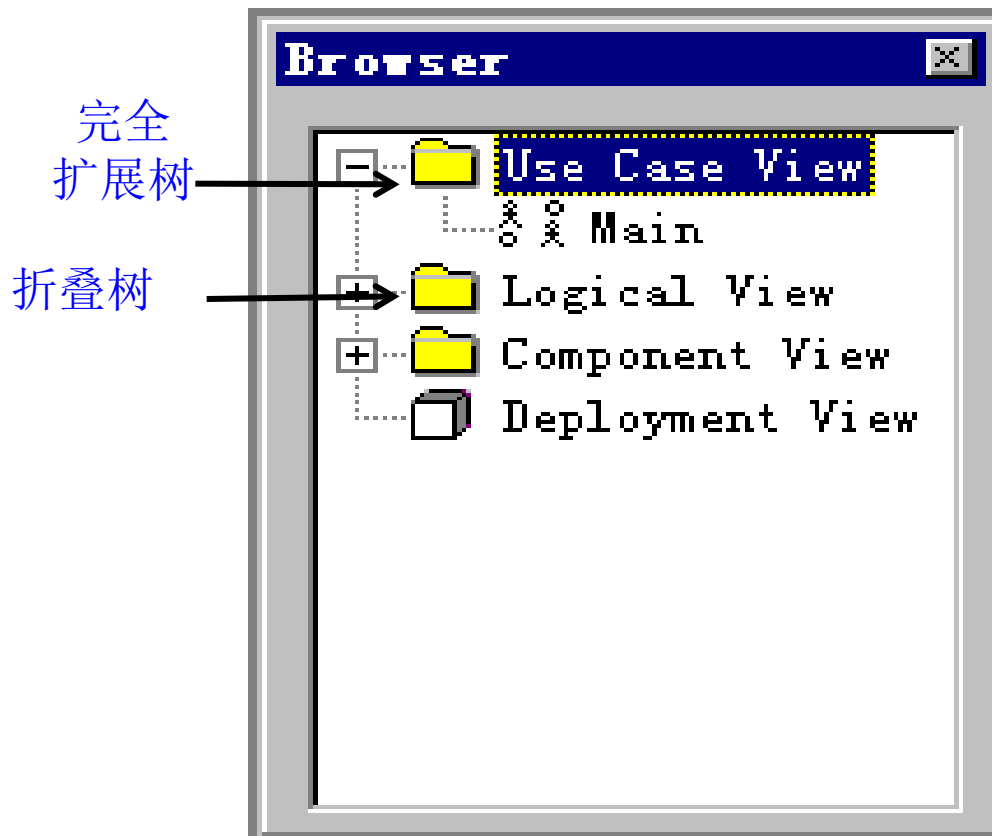 Browser
完全
扩展树
Use Case View
Main
折叠树
Logical View
Component View
Deployment View